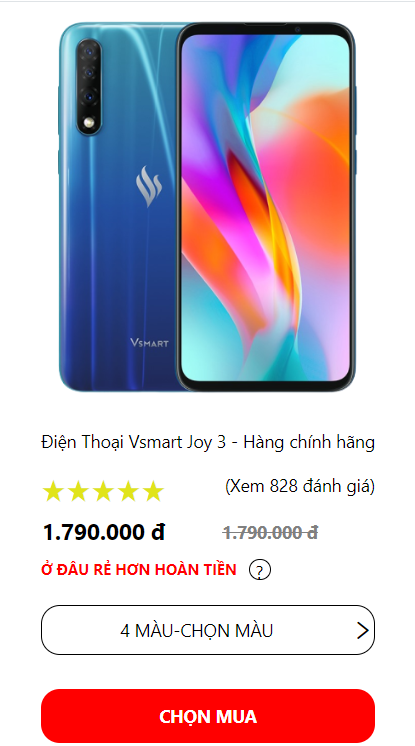 VSMART
Điện Thoại Vsmart Joy 3 - Hàng chính hãng
(Xem 828 đánh giá)
1.790.000 đ 1.790.000 đ
Ở ĐÂU RẺ HƠN HOÀN TIỀN ?
4 MÀU-CHỌN MÀU
CHỌN MUA